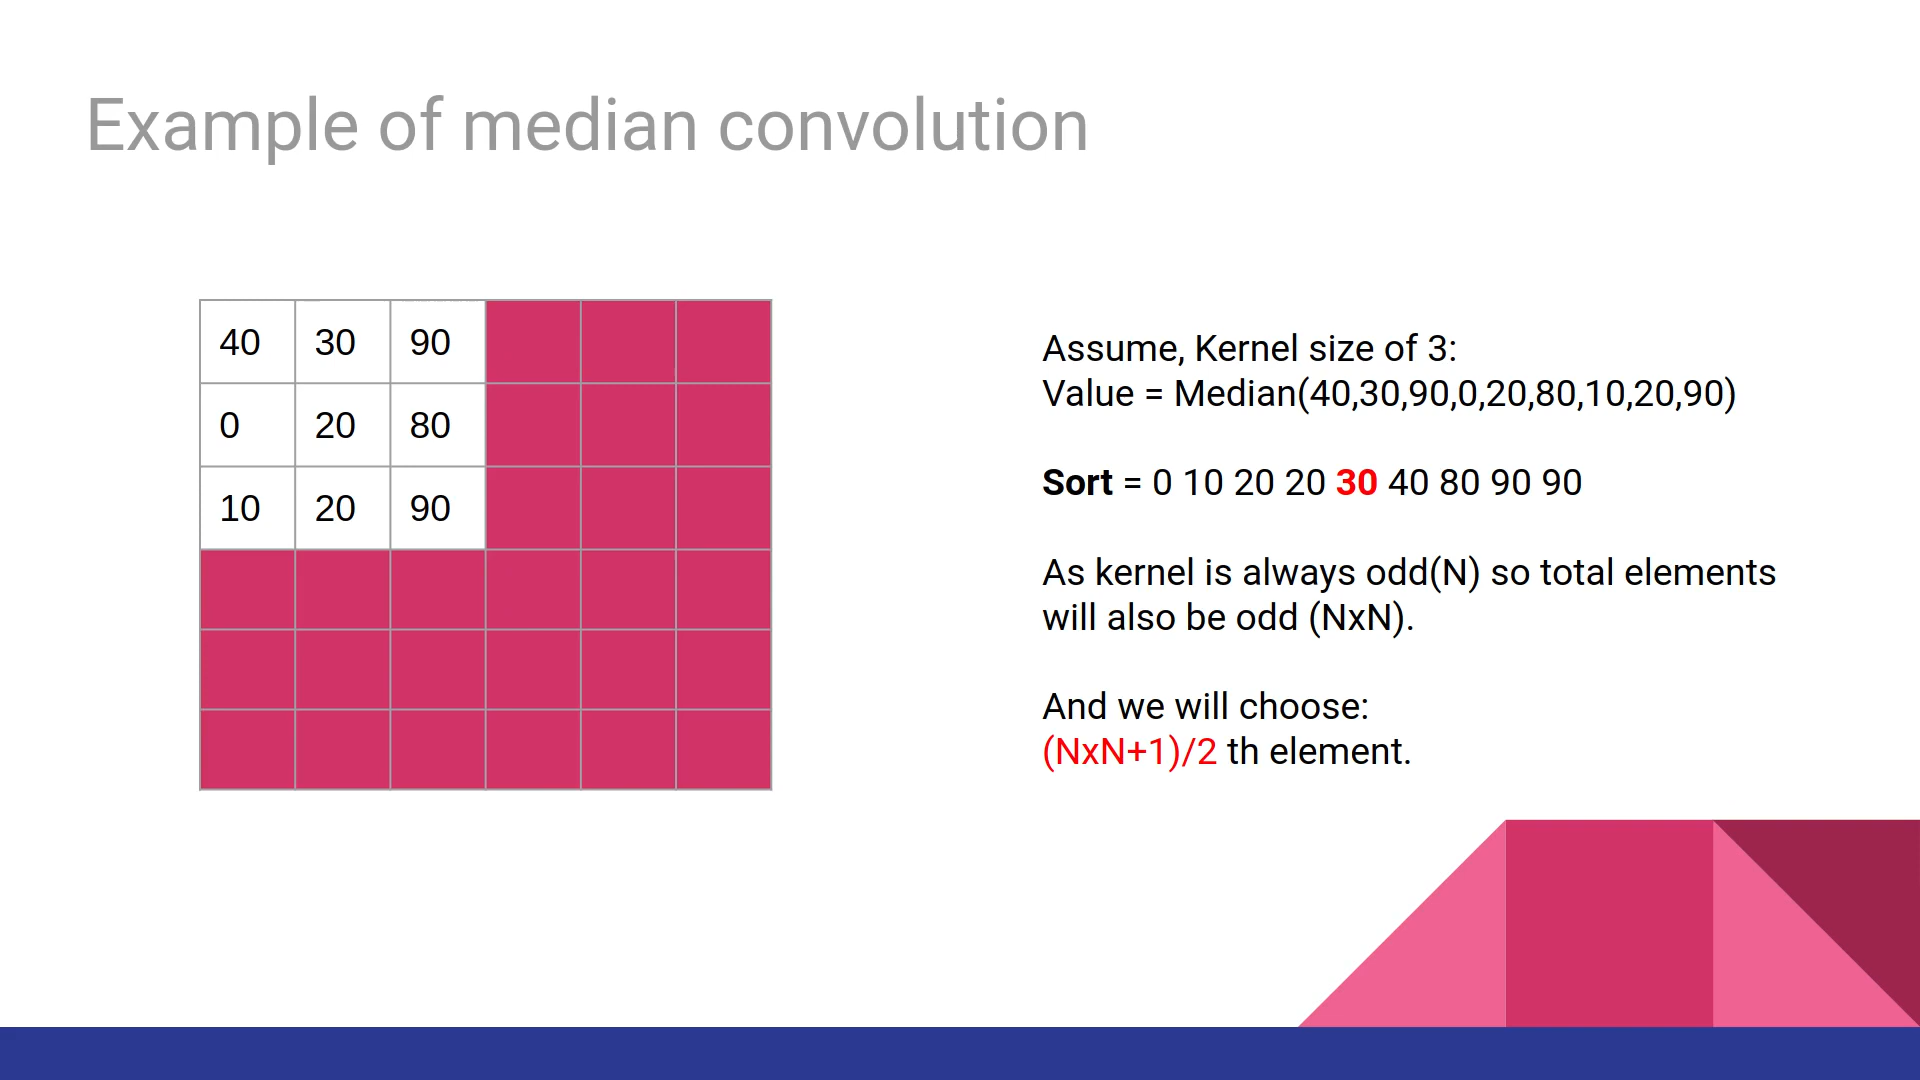 Example of median convolution
40 30 90
0 20 80
10 20 90
Assume, Kernel size of 3:
Value = Median(40,30,90,0,20,80,10,20,90)
Sort = 0 10 20 20 30 40 80 90 90
As kernel is always odd(N) so total elements
will also be odd (NxN).
And we will choose:
(NxN+1)/2 th element.